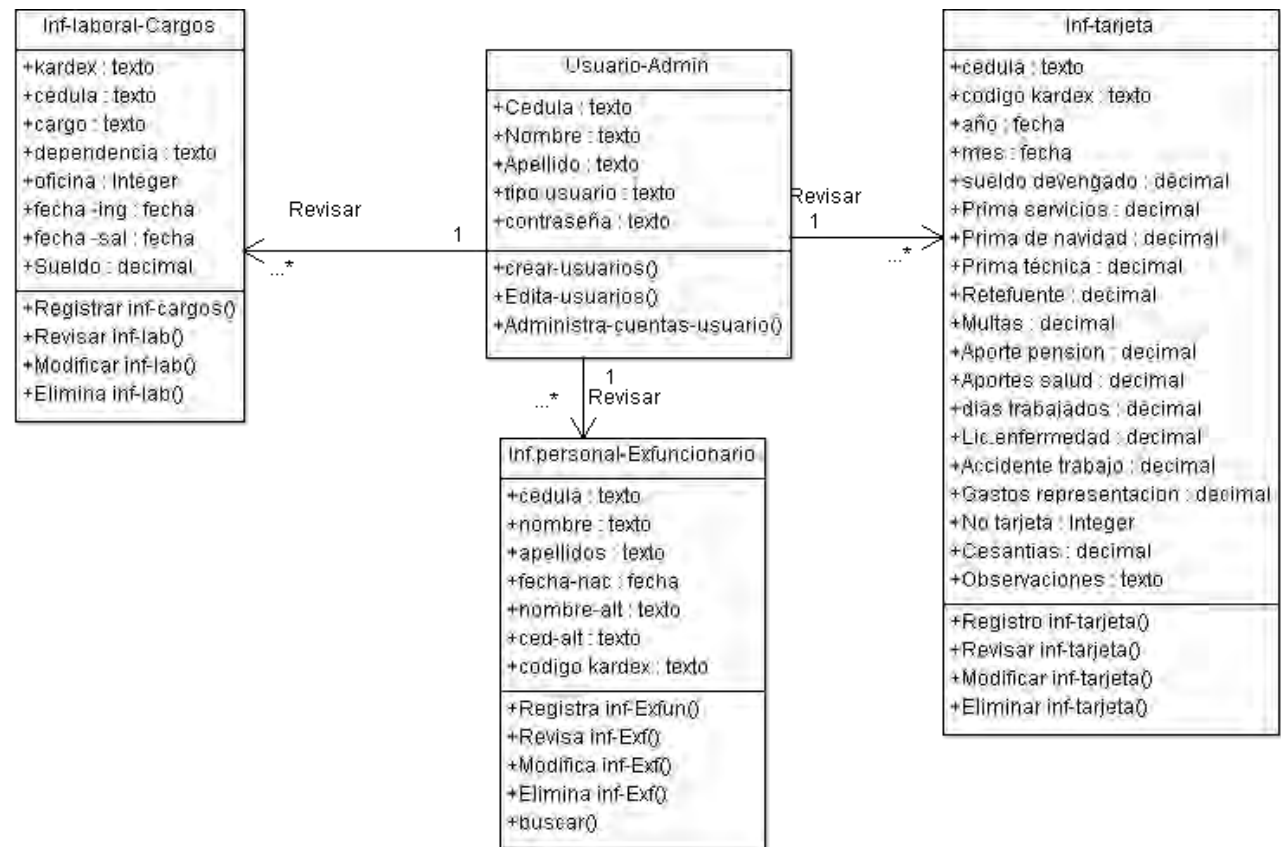 Inf-laboral-Cargos
+kardex : texto
+cédula : texto
+cargo : texto
+dependencia : texto
+oficina : Integer
+fecha -ing : fecha
+fecha -sal : fecha
+Sueldo : decimal
+Registrar inf-cargos()
+Revisar inf-lab()
+Modificar inf-lab()
+Elimina inf-lab()
Revisar
1
...*
Usuario-Admin
+Cedula : texto
+Nombre : texto
+Apellido : texto
+tipo usuario : texto
+contraseña : texto
+crear-usuarios()
+Edita-usuarios()
+Administra-cuentas-usuario()
Revisar
1
...*
1
Revisar
...*
Inf.personal-Exfuncionario
+cedula : texto
+nombre : texto
+apellidos : texto
+fecha-nac : fecha
+nombre-alt : texto
+ced-alt : texto
+codigo kardex : texto
+Registra inf-Exfun()
+Revisa inf-Exf()
+Modifica inf-Exf()
+Elimina inf-Exf()
+buscar()
Inf-tarjeta
+cedula : texto
+codigo kardex : texto
+año : fecha
+mes : fecha
+sueldo devengado : decimal
+Prima servicios : decimal
+Prima de navidad : decimal
+Prima técnica : decimal
+Retefuente : decimal
+Multas : decimal
+Aporte pension : decimal
+Aportes salud : decimal
+dias trabajados : decimal
+Lic.enfermedad : decimal
+Accidente trabajo : decimal
+Gastos representacion : decimal
+No tarjeta : Integer
+Cesantias : decimal
+Observaciones : texto
+Registro inf-tarjeta()
+Revisar inf-tarjeta()
+Modificar inf-tarjeta()
+Eliminar inf-tarjeta()